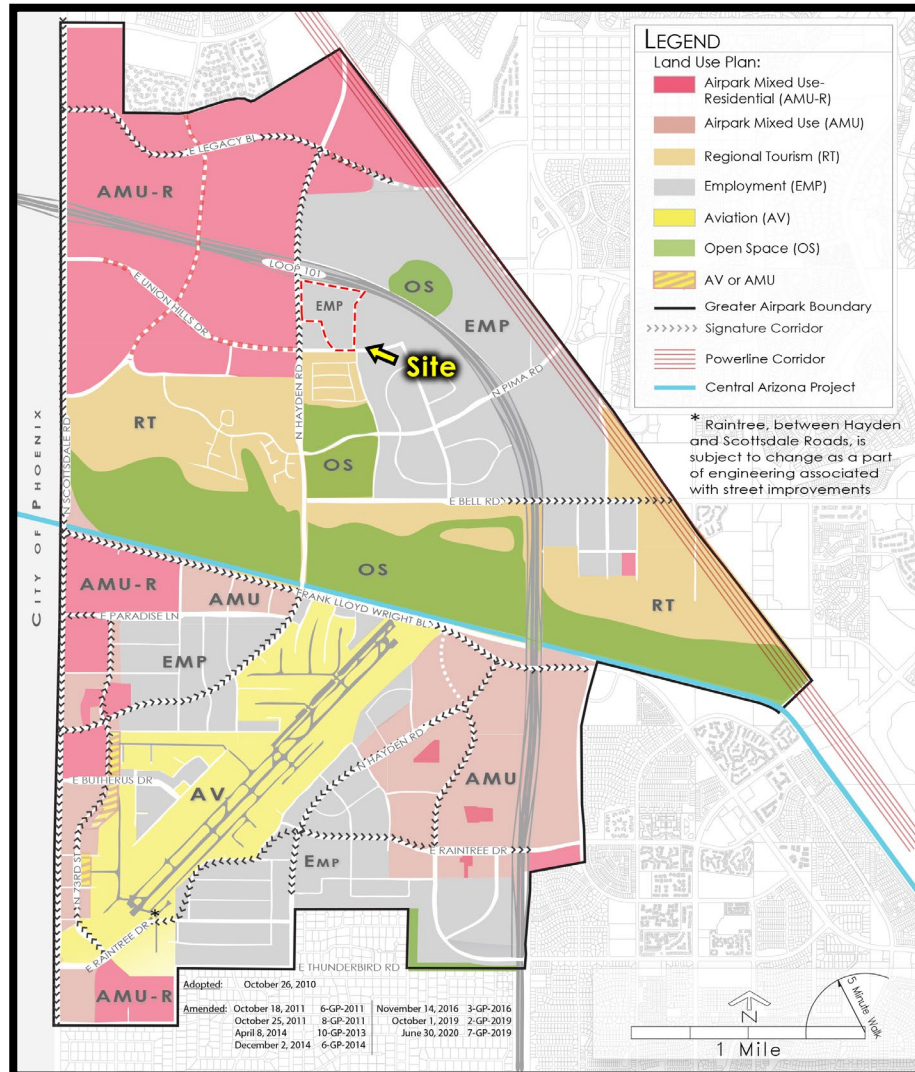 LEGEND
Land Use Plan:
Airpark Mixed Use-
Residential (AMU-R)
Airpark Mixed Use (AMU)
Regional Tourism (RT)
Employment (EMP)
Aviation (AV)
Open Space (OS)
AV or AMU
Greater Airpark Boundary
Signature Corridor
Powerline Corridor
Central Arizona Project
* Raintree, between Hayden
and Scottsdale Roads, is
subject to change as a part
of engineering associated
with street improvements
E LEGACY Bl
AMU-R
LOOP 101
OS
EMP
EMP
E UNION HILLS DR
Site
N HAYDEN RD
N PIMA RD
RT
OS
N SCOTTSDALE RD
CITY OF PHOENIX
E BELL RD
OS
RT
AMU-R
AMU
FRANK LLOYD WRIGHT BL
E PARADISE LN
EMP
N HAYDEN RD
AMU
E BUTHERUS DR
AV
E RAINTREE DR
EMP
N 73RD ST
*
E RAINTREE DR
E THUNDERBIRD RD
AMU-R
Adopted: October 26, 2010
Amended: October 18, 2011 6-GP-2011 November 14, 2016 3-GP-2016
October 25, 2011 8-GP-2011 October 1, 2019 2-GP-2019
April 8, 2014 10-GP-2013 June 30, 2020 7-GP-2019
December 2, 2014 6-GP-2014
N
1 Mile
5 Minute Walk